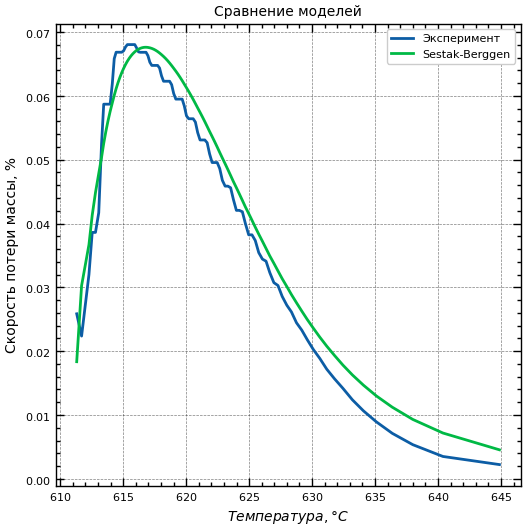 Сравнение моделей
Эксперимент
Sestak-Berggen
Скорость потери массы, %
0.07
0.06
0.05
0.04
0.03
0.02
0.01
0.00
610 615 620 625 630 635 640 645
Температура, °C